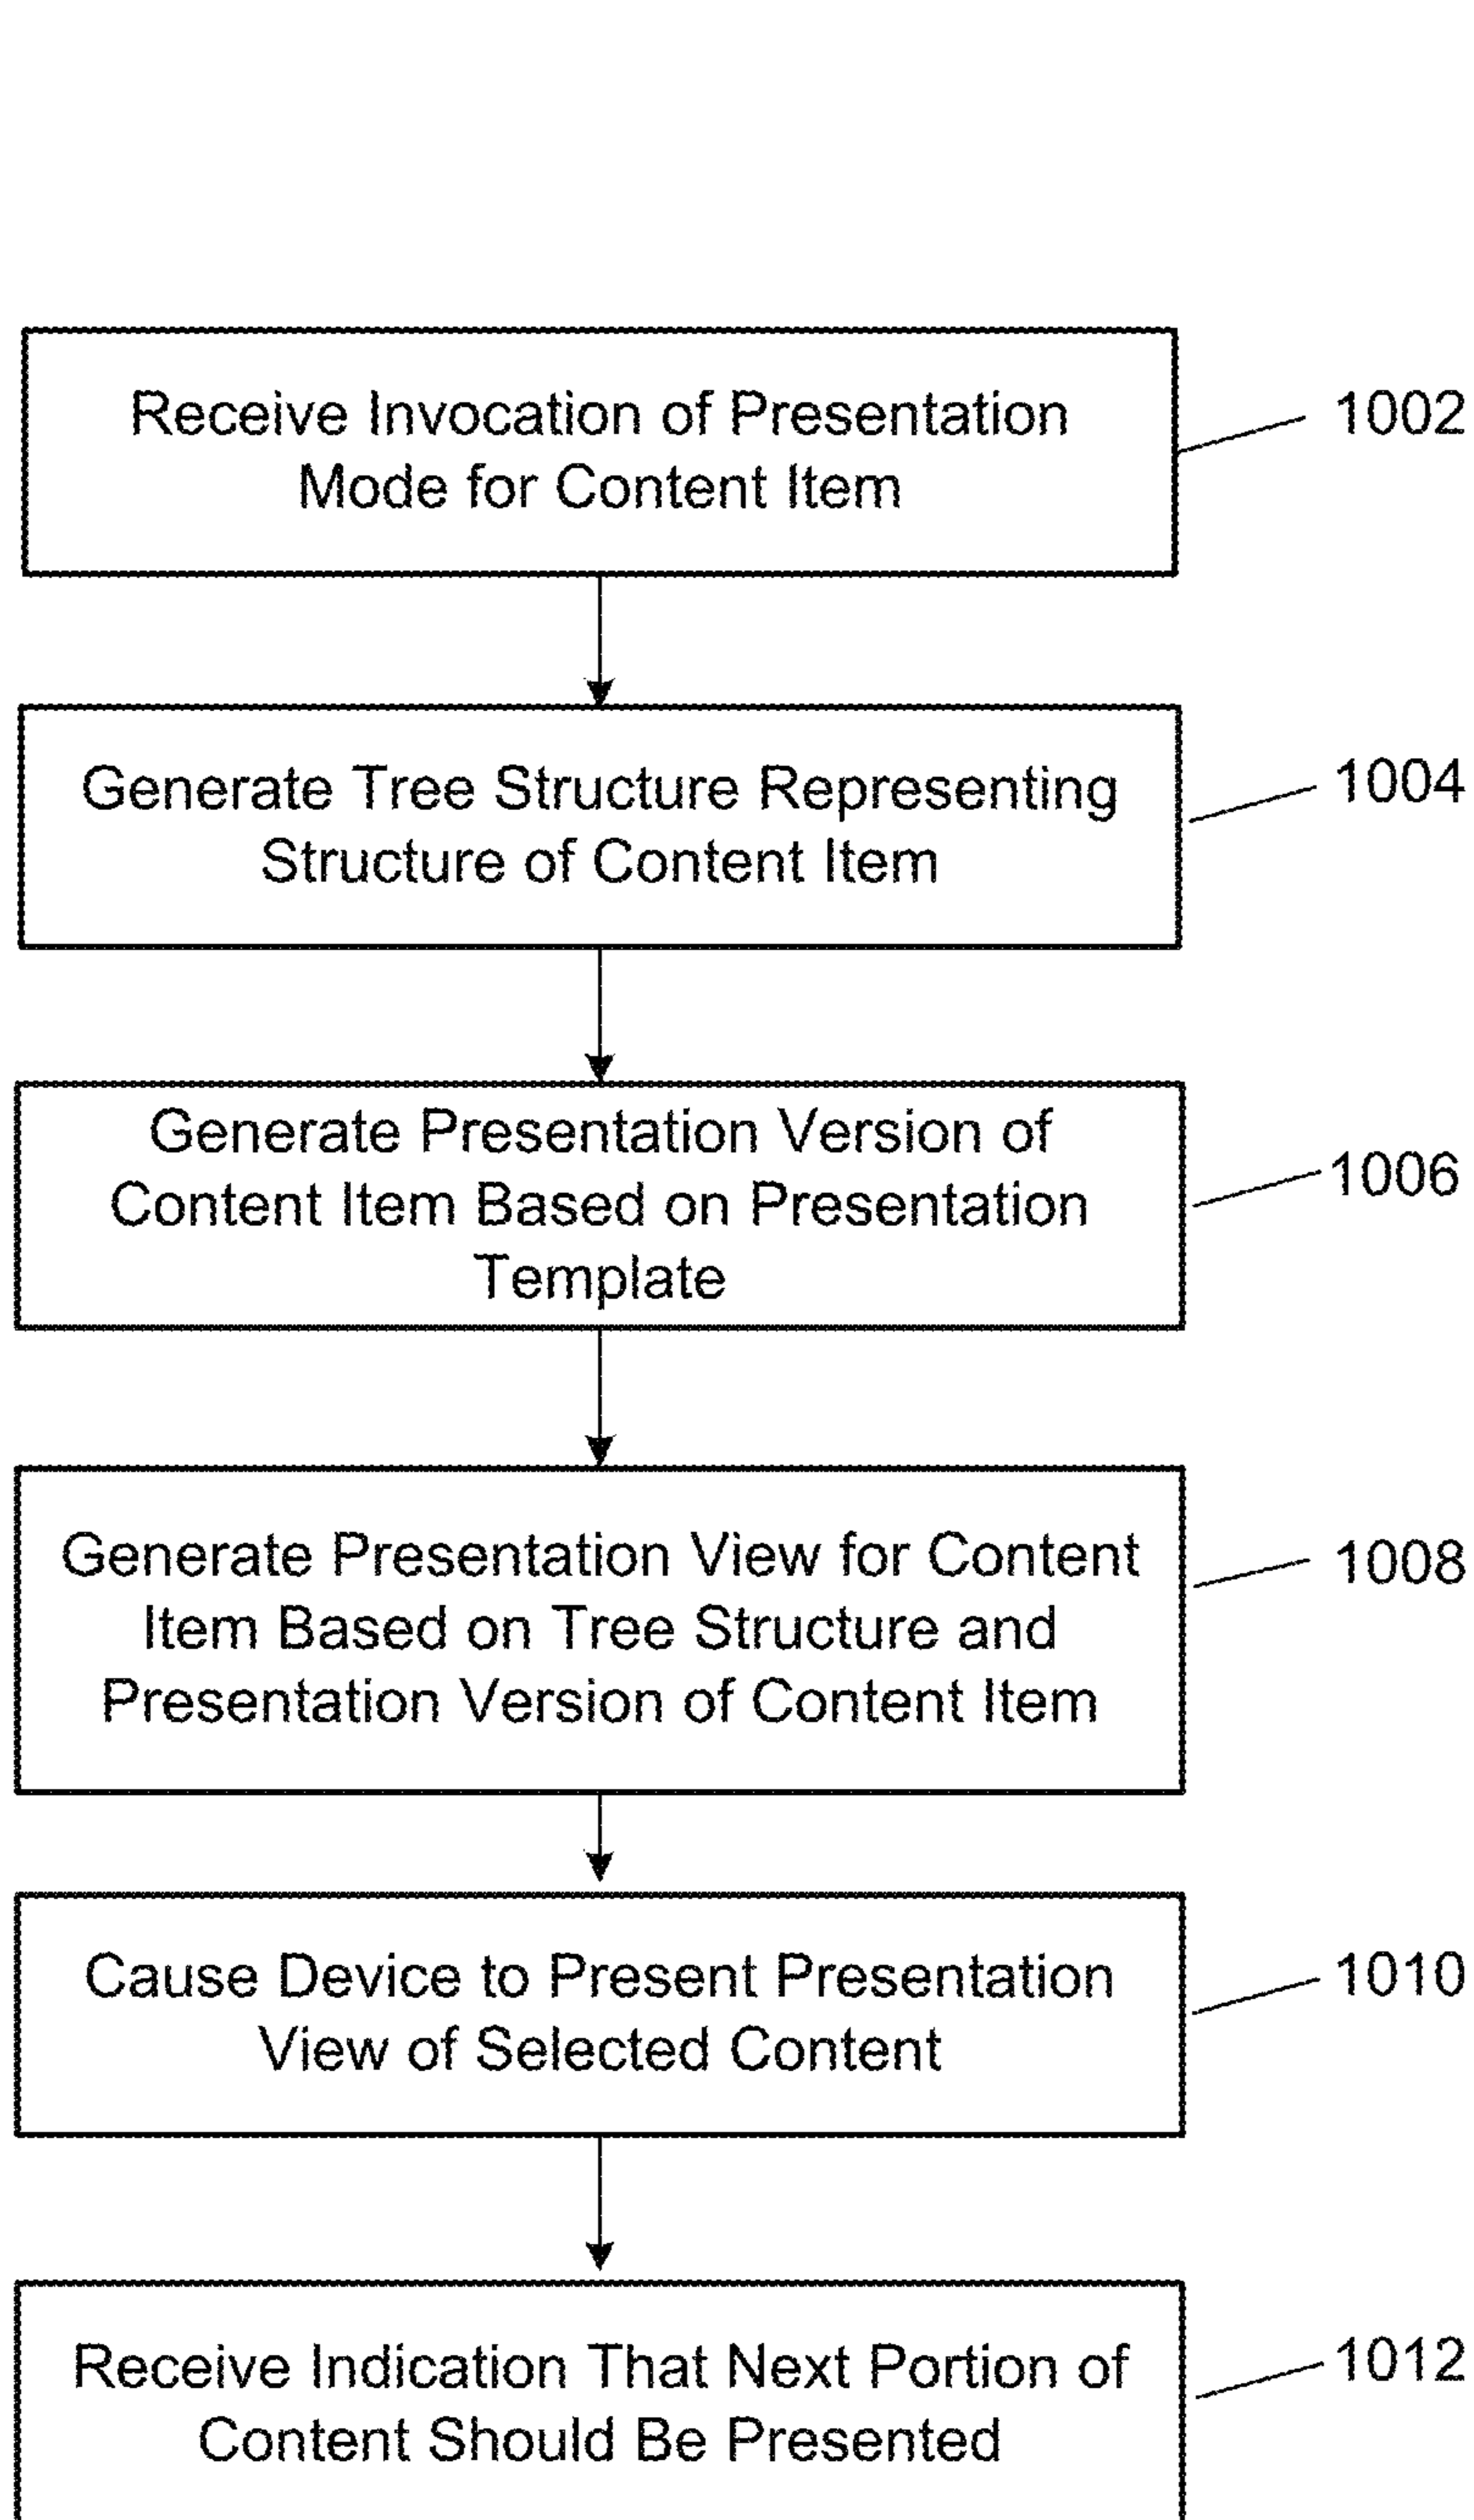 Receive Invocation of Presentation
Mode for Content Item
1002
Generate Tree Structure Representing
Structure of Content Item
1004
Generate Presentation Version of
Content Item Based on Presentation
Template
1006
Generate Presentation View for Content
Item Based on Tree Structure and
Presentation Version of Content Item
1008
Cause Device to Present Presentation
View of Selected Content
1010
Receive Indication That Next Portion of
Content Should Be Presented
1012